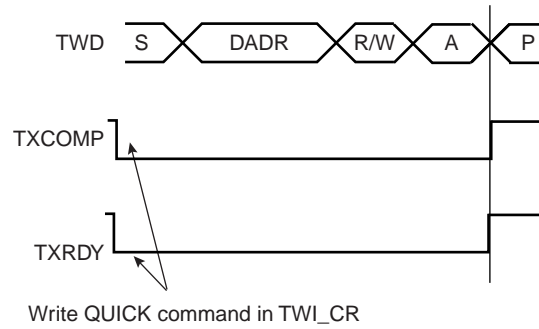 TWD S DADR R/W A P
TXCOMP
TXRDY
Write QUICK command in TWI_CR